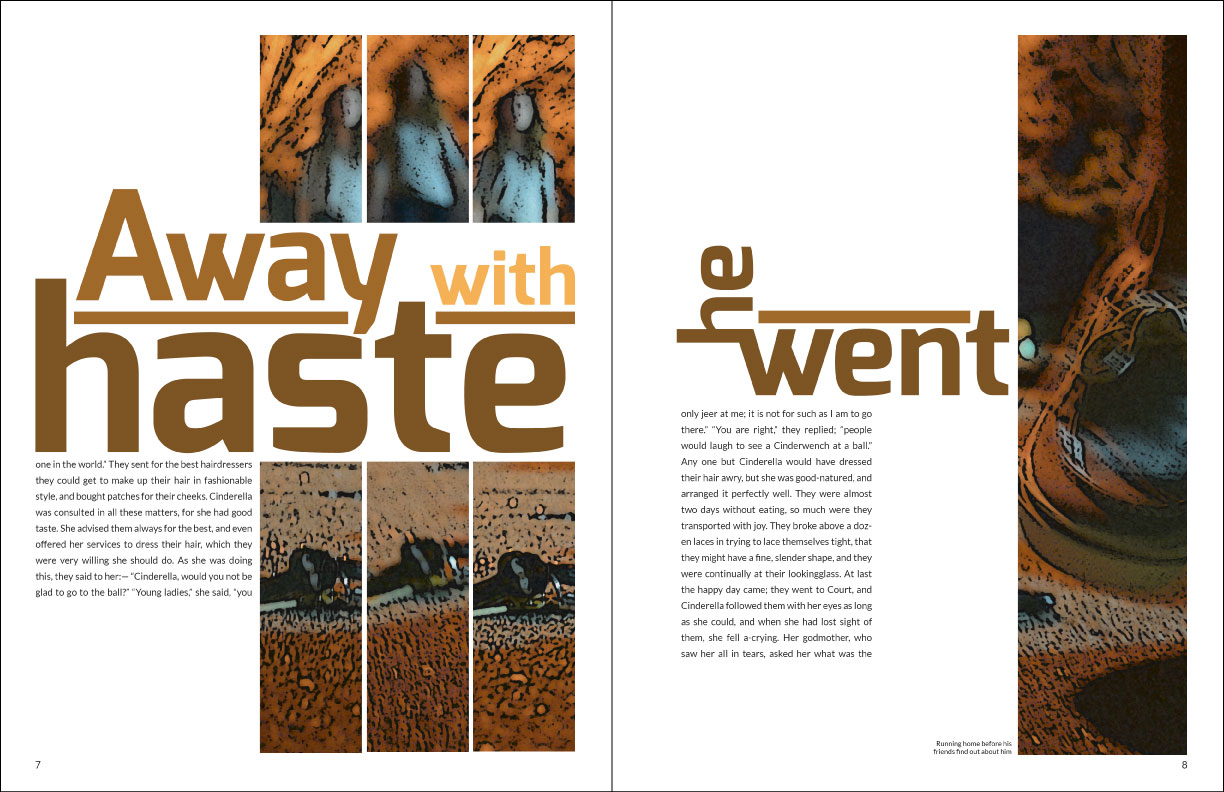 Away with
haste
one in the world.” They sent for the best hairdressers
they could get to make up their hair in fashionable
style, and bought patches for their cheeks. Cinderella
was consulted in all these matters, for she had good
taste. She advised them always for the best, and even
offered her services to dress their hair, which they
were very willing she should do. As she was doing
this, they said to her:— “Cinderella, would you not be
glad to go to the ball?” “Young ladies,” she said, “you
7
he
went
only jeer at me; it is not for such as I am to go
there.” “You are right,” they replied; “people
would laugh to see a Cinderwench at a ball.”
Any one but Cinderella would have dressed
their hair awry, but she was good-natured, and
arranged it perfectly well. They were almost
two days without eating, so much were they
transported with joy. They broke above a doz-
en laces in trying to lace themselves tight, that
they might have a fine, slender shape, and they
were continually at their lookingglass. At last
the happy day came; they went to Court, and
Cinderella followed them with her eyes as long
as she could, and when she had lost sight of
them, she fell a-crying. Her godmother, who
saw her all in tears, asked her what was the
Running home before his
friends find out about him
8